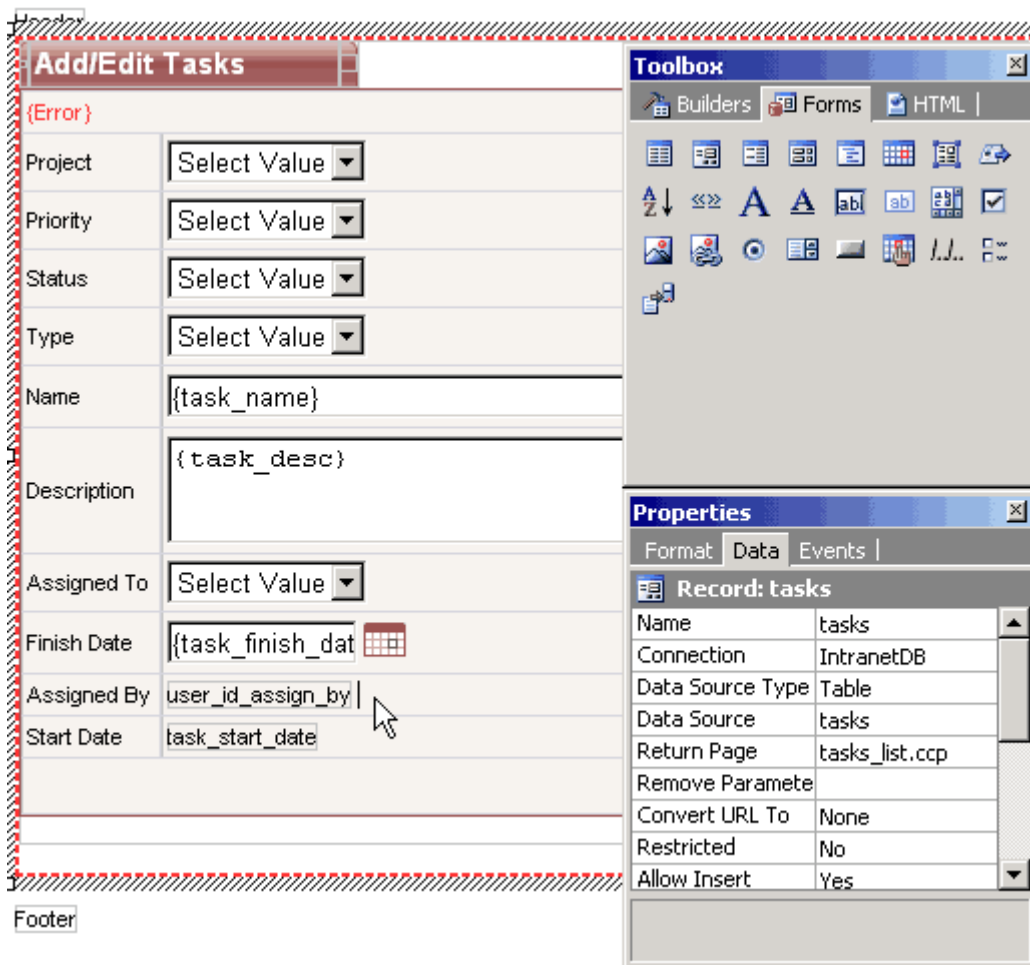 Header
Add/Edit Tasks
{Error}
Project Select Value
Priority Select Value
Status Select Value
Type Select Value
Name {task_name}
Description {task_desc}
Assigned To Select Value
Finish Date {task_finish_dat
Assigned By user_id_assign_by
Start Date task_start_date
Footer
Toolbox
Builders Forms HTML
Properties
Format Data Events
Record: tasks
Name tasks
Connection IntranetDB
Data Source Type Table
Data Source tasks
Return Page tasks_list.ccp
Remove Paramete
Convert URL To None
Restricted No
Allow Insert Yes